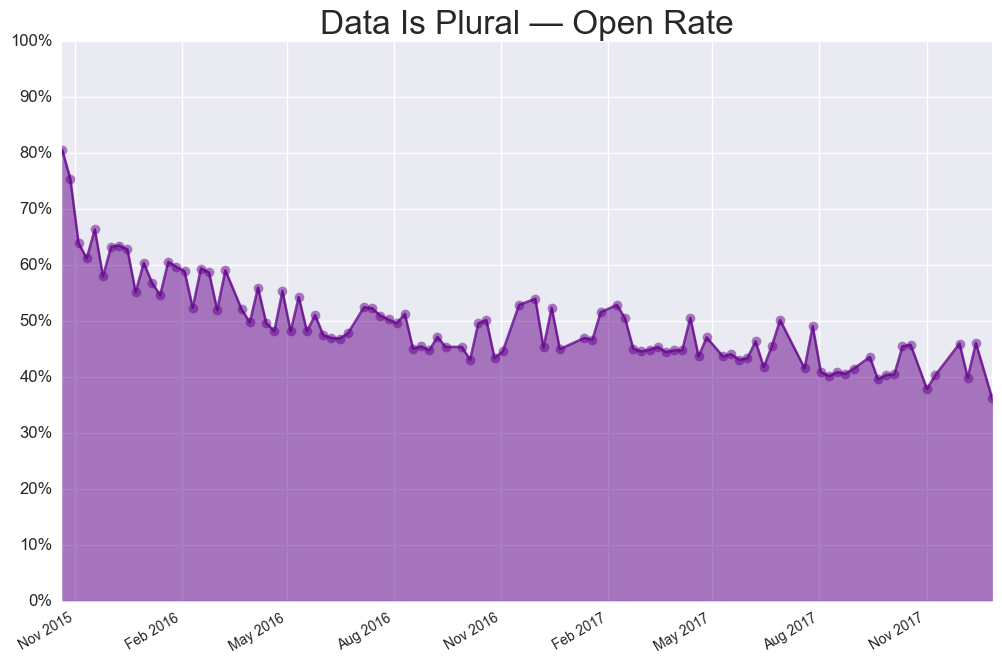 Data Is Plural — Open Rate
100%
90%
80%
70%
60%
50%
40%
30%
20%
10%
0%
Nov 2015
Feb 2016
May 2016
Aug 2016
Nov 2016
Feb 2017
May 2017
Aug 2017
Nov 2017